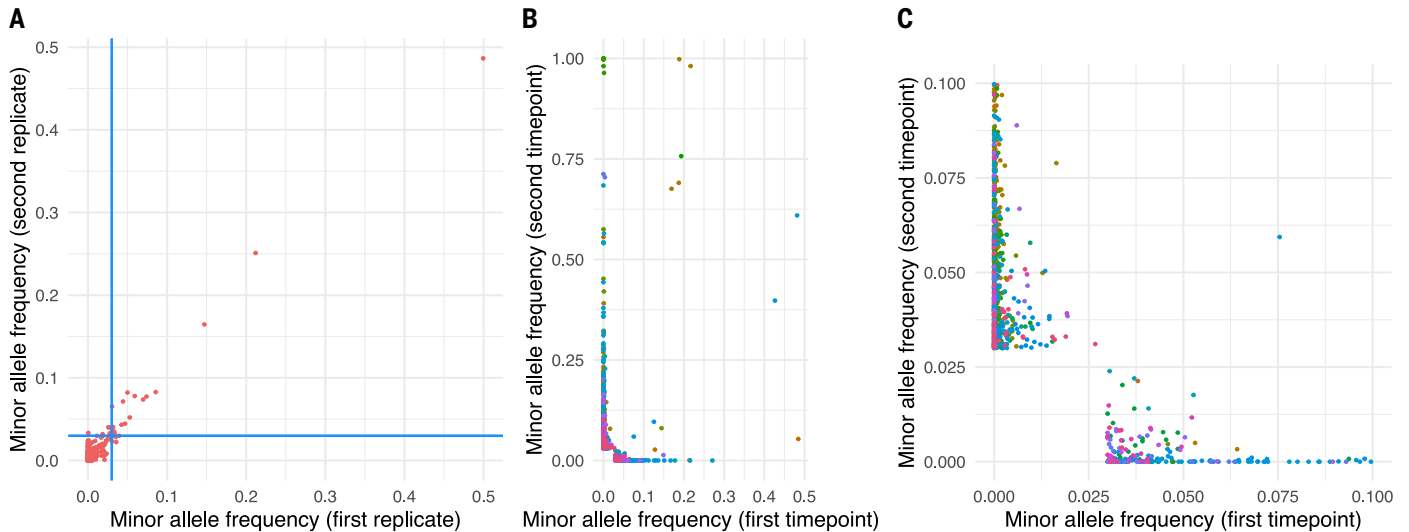 A
Minor allele frequency (second replicate)
0.5
0.4
0.3
0.2
0.1
0.0
0.0 0.1 0.2 0.3 0.4 0.5
Minor allele frequency (first replicate)
B
Minor allele frequency (second timepoint)
1.00
0.75
0.50
0.25
0.00
0.0 0.1 0.2 0.3 0.4 0.5
Minor allele frequency (first timepoint)
C
Minor allele frequency (second timepoint)
0.100
0.075
0.050
0.025
0.000
0.000 0.025 0.050 0.075 0.100
Minor allele frequency (first timepoint)